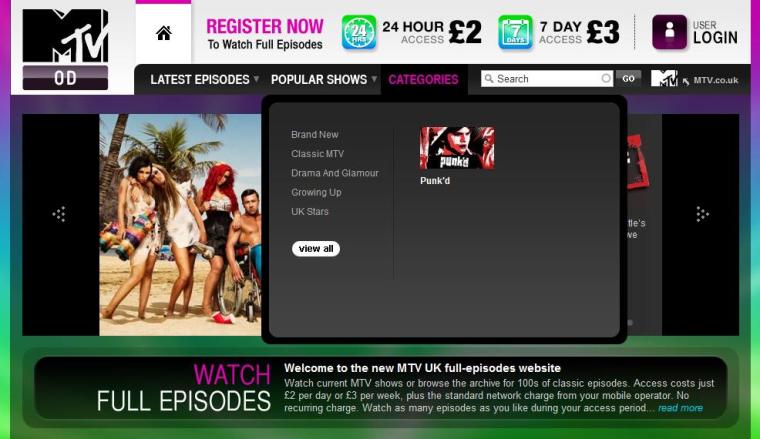 MTV
OD
REGISTER NOW
To Watch Full Episodes
24
HRS
24 HOUR
ACCESS
£2
7
DAYS
7 DAY
ACCESS
£3
USER
LOGIN
LATEST EPISODES
POPULAR SHOWS
CATEGORIES
Search
GO
MTV
MTV.co.uk
Brand New
Classic MTV
Drama And Glamour
Growing Up
UK Stars
view all
punk'd
Punk'd
tle's
we
WATCH
FULL EPISODES
Welcome to the new MTV UK full-episodes website
Watch current MTV shows or browse the archive for 100s of classic episodes. Access costs just
£2 per day or £3 per week, plus the standard network charge from your mobile operator. No
recurring charge. Watch as many episodes as you like during your access period... read more